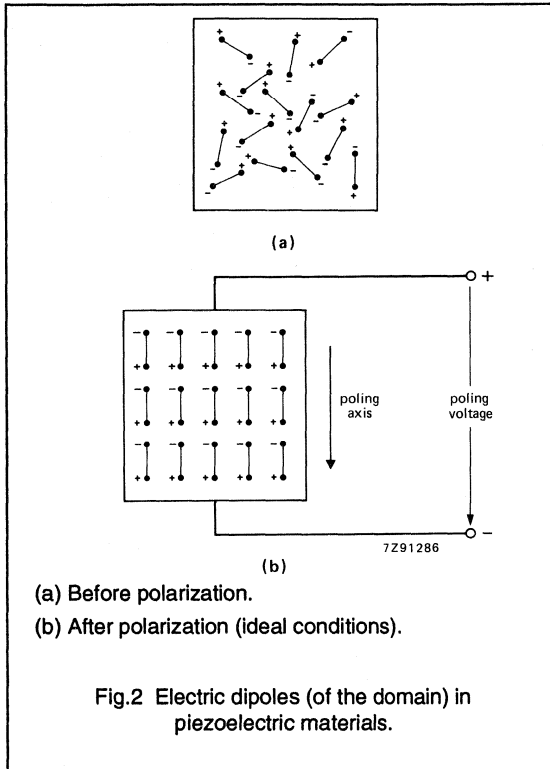 (a)
+
poling
axis
poling
voltage
-
7Z91286
(b)
(a) Before polarization.
(b) After polarization (ideal conditions).
Fig.2 Electric dipoles (of the domain) in
piezoelectric materials.